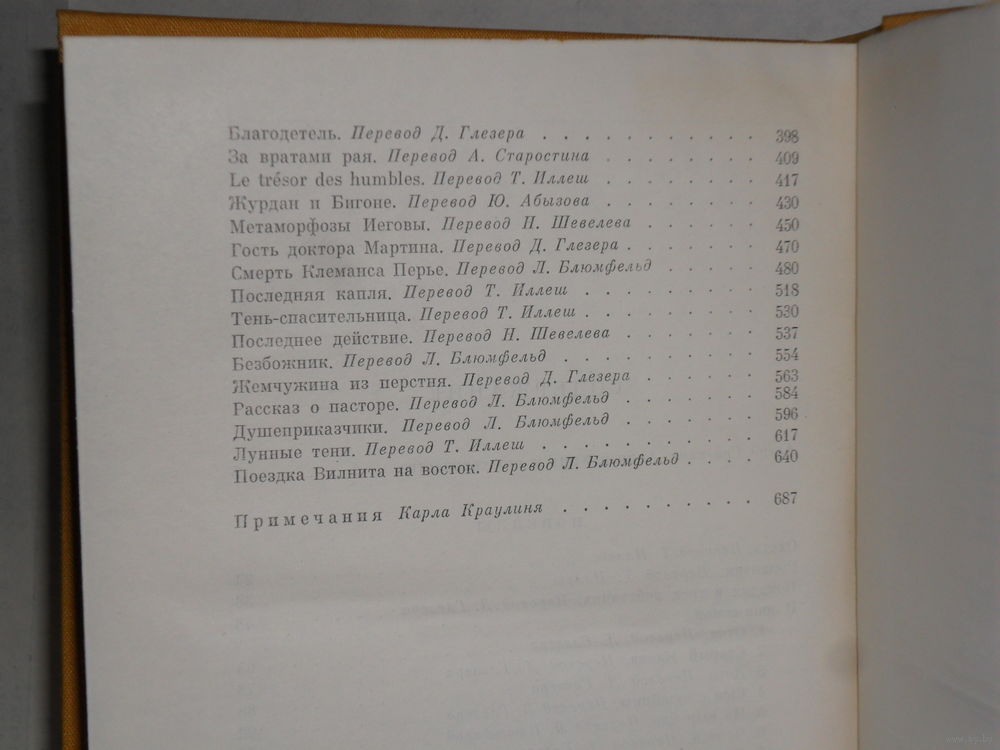 Благодетель. Перевод Д. Глезера . . . . . . . . . . . . 398
За вратами рая. Перевод А. Старостина . . . . . . . . 409
Le trésor des humbles. Перевод Т. Иллеш . . . . . . . . 417
Журдан и Бигоне. Перевод Ю. Абызова . . . . . . . . 430
Метаморфозы Иеговы. Перевод Н. Шевелева . . . . . . 450
Гость доктора Мартина. Перевод Д. Глезера . . . . . . . 470
Смерть Клеманса Перье. Перевод Л. Блюмфельд . . . . . 480
Последняя капля. Перевод Т. Иллеш . . . . . . . . . 518
Тень-спасительница. Перевод Т. Иллеш . . . . . . . . . 530
Последнее действие. Перевод Н. Шевелева . . . . . . . 537
Безбожник. Перевод Л. Блюмфельд . . . . . . . . . 554
Жемчужина из перстня. Перевод Д. Глезера . . . . . . 563
Рассказ о пасторе. Перевод Л. Блюмфельд . . . . . . . 584
Душеприказчики. Перевод Л. Блюмфельд . . . . . . . 596
Лунные тени. Перевод Т. Иллеш . . . . . . . . . . 617
Поездка Вилнита на восток. Перевод Л. Блюмфельд . . . . 640
Примечания Карла Краулиня . . . . . . . . . . 687